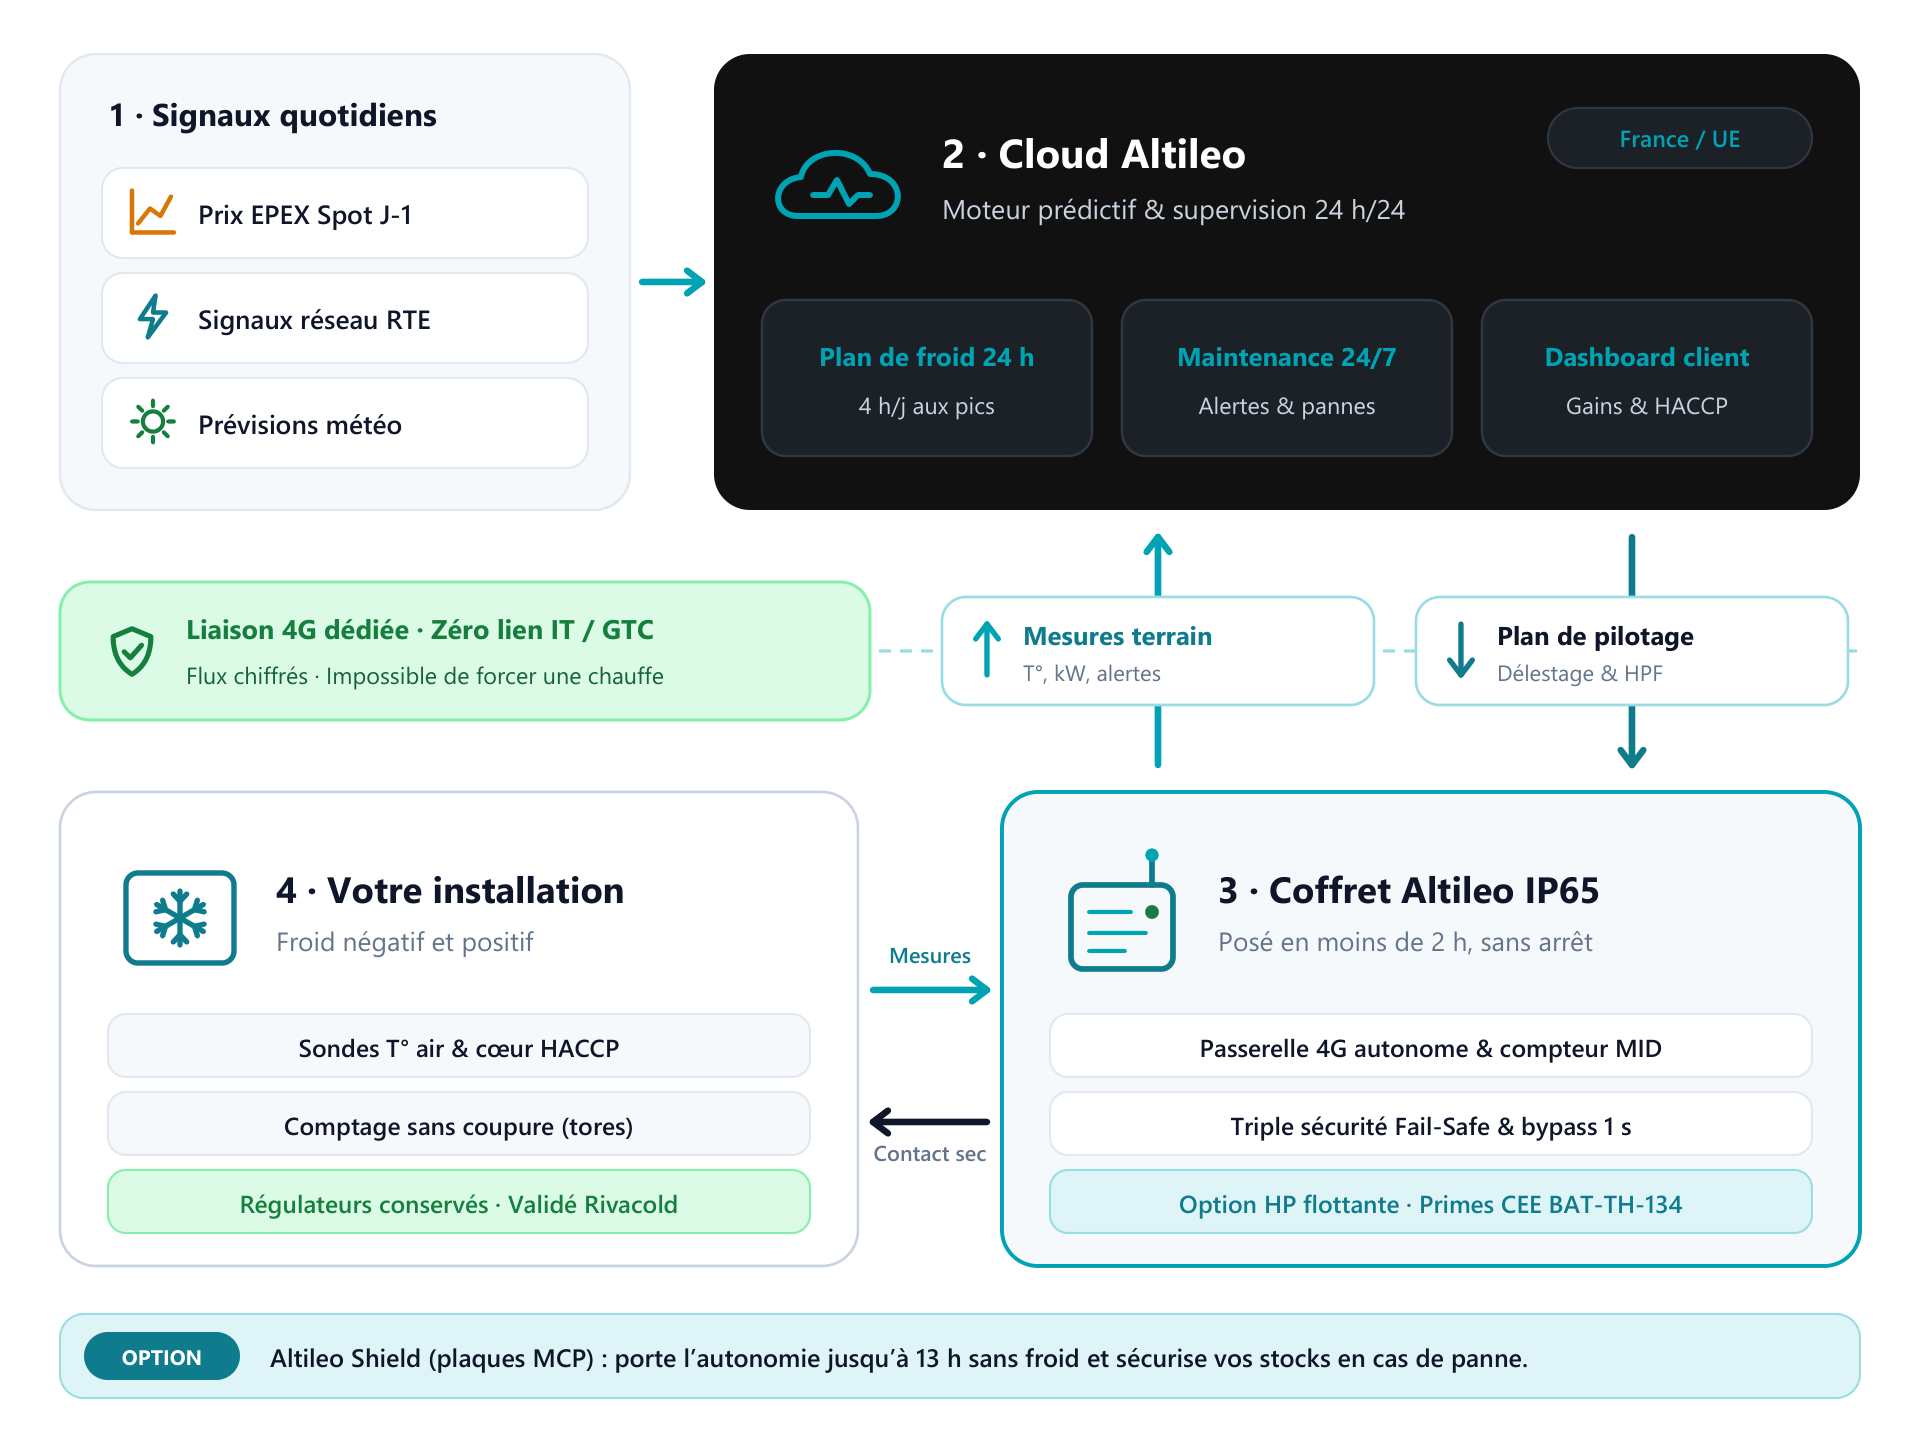 1 · Signaux quotidiens
Prix EPEX Spot J-1
Signaux réseau RTE
Prévisions météo
2 · Cloud Altileo
Moteur prédictif & supervision 24 h/24
France / UE
Plan de froid 24 h
4 h/j aux pics
Maintenance 24/7
Alertes & pannes
Dashboard client
Gains & HACCP
Liaison 4G dédiée · Zéro lien IT / GTC
Flux chiffrés · Impossible de forcer une chauffe
Mesures terrain
T°, kW, alertes
Plan de pilotage
Délestage & HPF
4 · Votre installation
Froid négatif et positif
Sondes T° air & cœur HACCP
Comptage sans coupure (tores)
Régulateurs conservés · Validé Rivacold
Mesures
Contact sec
3 · Coffret Altileo IP65
Posé en moins de 2 h, sans arrêt
Passerelle 4G autonome & compteur MID
Triple sécurité Fail-Safe & bypass 1 s
Option HP flottante · Primes CEE BAT-TH-134
OPTION
Altileo Shield (plaques MCP) : porte l’autonomie jusqu’à 13 h sans froid et sécurise vos stocks en cas de panne.